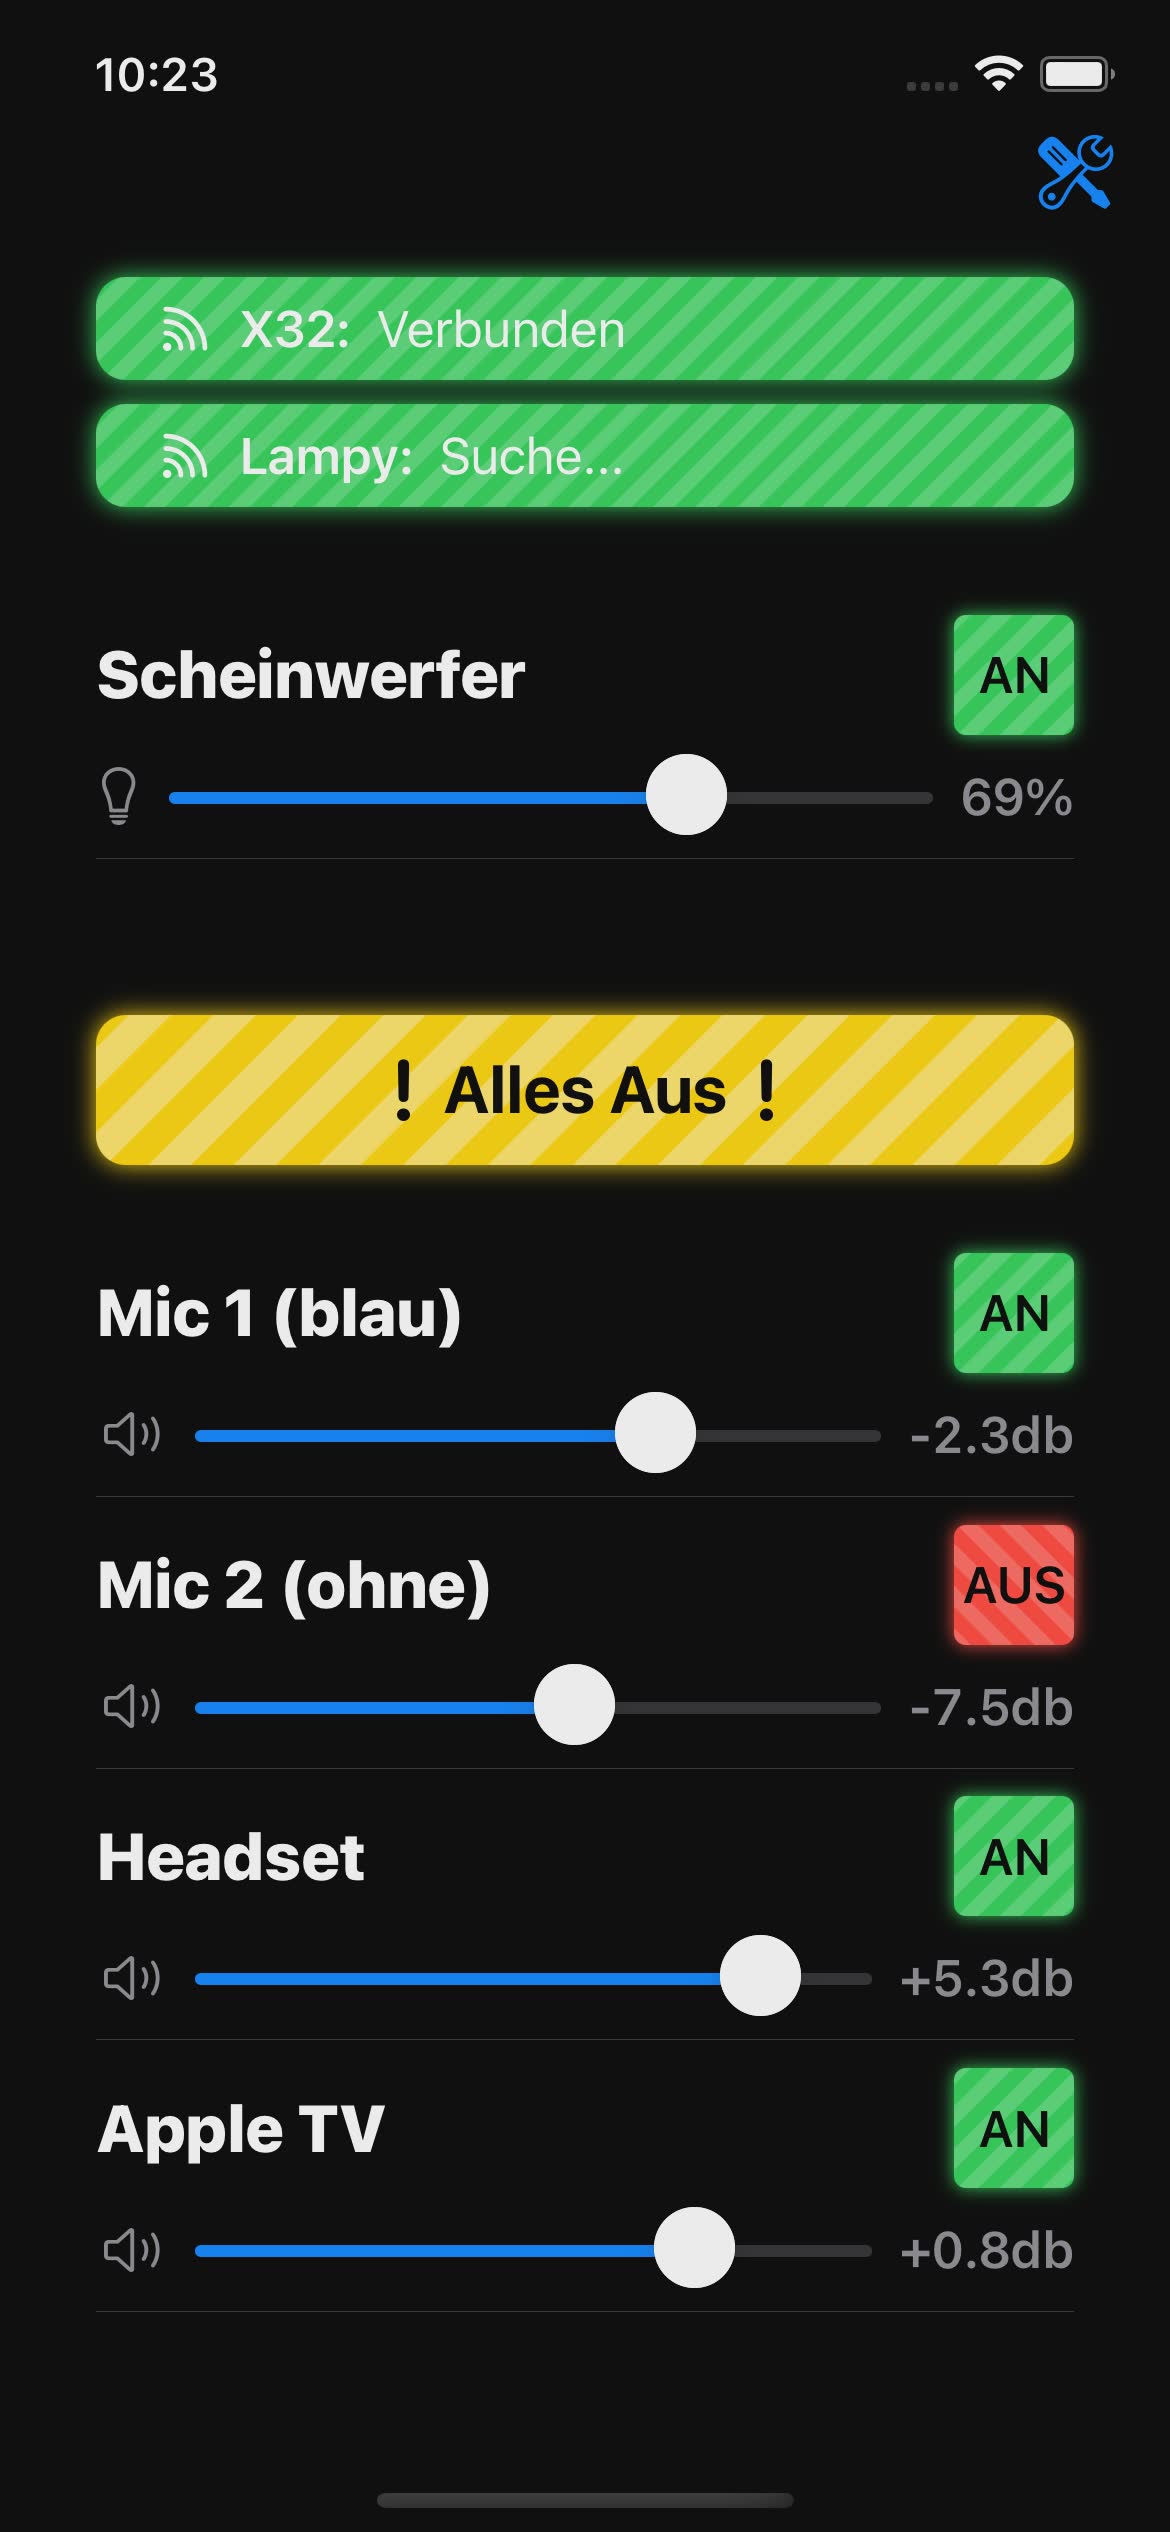 10:23
X32: Verbunden
Lampy: Suche...
Scheinwerfer AN
69%
! Alles Aus !
Mic 1 (blau) AN
-2.3db
Mic 2 (ohne) AUS
-7.5db
Headset AN
+5.3db
Apple TV AN
+0.8db